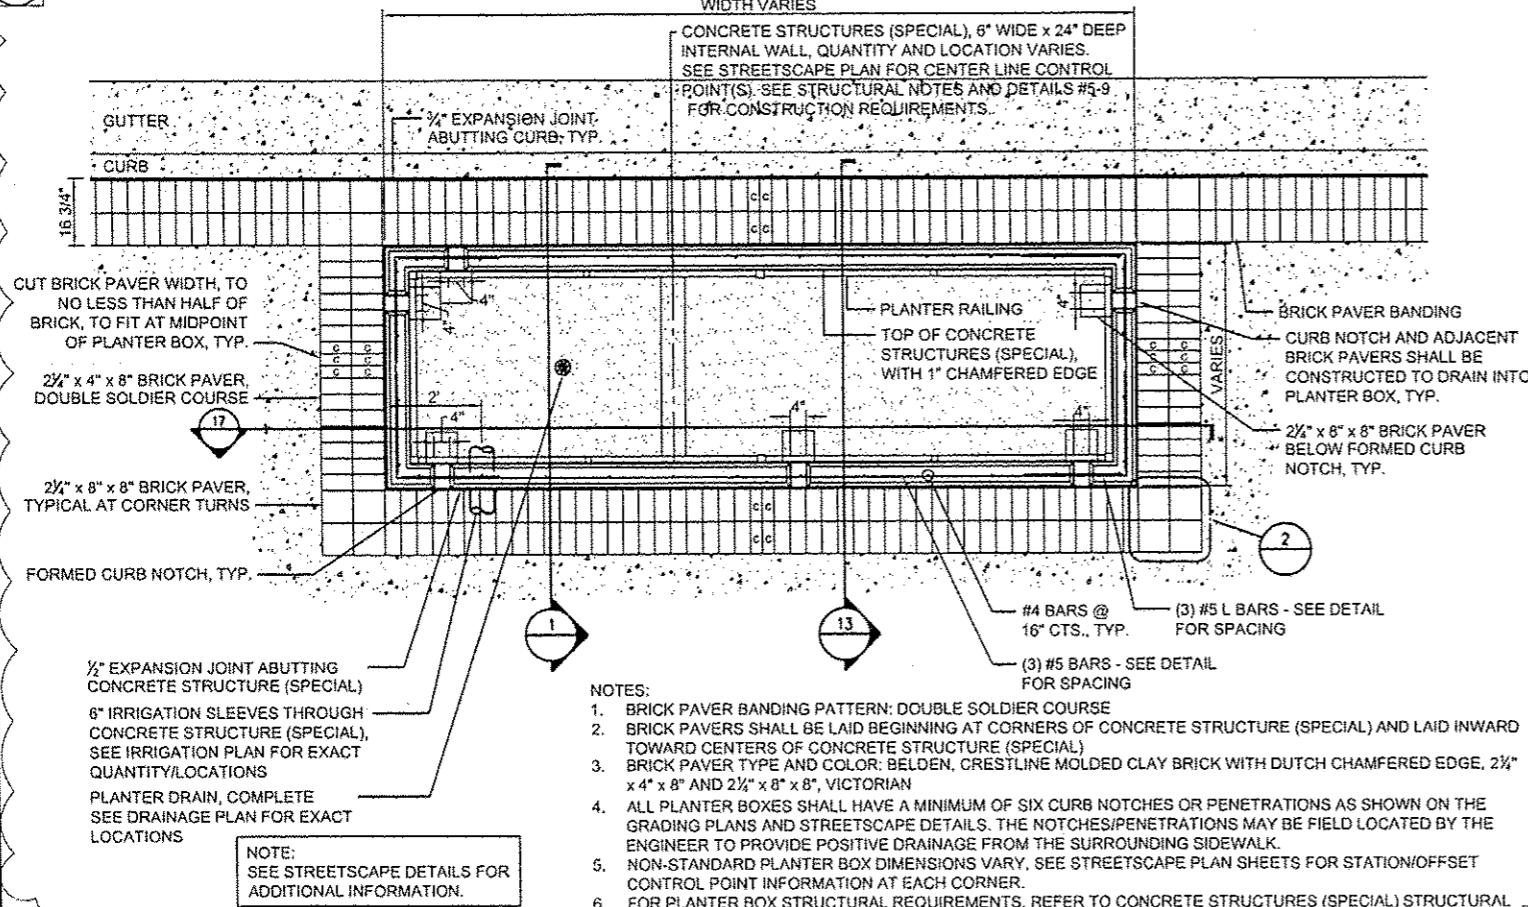 WIDTH VARIES
CONCRETE STRUCTURES (SPECIAL), 6" WIDE x 24" DEEP
INTERNAL WALL, QUANTITY AND LOCATION VARIES.
SEE STREETSCAPE PLAN FOR CENTER LINE CONTROL
POINT(S). SEE STRUCTURAL NOTES AND DETAILS #5-9
FOR CONSTRUCTION REQUIREMENTS.
GUTTER
¾" EXPANSION JOINT
ABUTTING CURB, TYP.
CURB
16 3/4"
C C
C C
CUT BRICK PAVER WIDTH, TO
NO LESS THAN HALF OF
BRICK, TO FIT AT MIDPOINT
OF PLANTER BOX, TYP.
2¼" x 4" x 8" BRICK PAVER,
DOUBLE SOLDIER COURSE
17
2¼" x 8" x 8" BRICK PAVER,
TYPICAL AT CORNER TURNS
FORMED CURB NOTCH, TYP.
C C
C C
C C
4"
4"
2'
4"
4"
4"
4"
PLANTER RAILING
TOP OF CONCRETE
STRUCTURES (SPECIAL),
WITH 1" CHAMFERED EDGE
C C
C C
C C
VARIES
BRICK PAVER BANDING
CURB NOTCH AND ADJACENT
BRICK PAVERS SHALL BE
CONSTRUCTED TO DRAIN INTO
PLANTER BOX, TYP.
2¼" x 8" x 8" BRICK PAVER
BELOW FORMED CURB
NOTCH, TYP.
C C
C C
2
1
13
#4 BARS @
16" CTS., TYP.
(3) #5 L BARS - SEE DETAIL
FOR SPACING
(3) #5 BARS - SEE DETAIL
FOR SPACING
½" EXPANSION JOINT ABUTTING
CONCRETE STRUCTURE (SPECIAL)
6" IRRIGATION SLEEVES THROUGH
CONCRETE STRUCTURE (SPECIAL),
SEE IRRIGATION PLAN FOR EXACT
QUANTITY/LOCATIONS
PLANTER DRAIN, COMPLETE
SEE DRAINAGE PLAN FOR EXACT
LOCATIONS
NOTE:
SEE STREETSCAPE DETAILS FOR
ADDITIONAL INFORMATION.
NOTES:
1. BRICK PAVER BANDING PATTERN: DOUBLE SOLDIER COURSE
2. BRICK PAVERS SHALL BE LAID BEGINNING AT CORNERS OF CONCRETE STRUCTURE (SPECIAL) AND LAID INWARD
TOWARD CENTERS OF CONCRETE STRUCTURE (SPECIAL)
3. BRICK PAVER TYPE AND COLOR: BELDEN, CRESTLINE MOLDED CLAY BRICK WITH DUTCH CHAMFERED EDGE, 2¼"
x 4" x 8" AND 2¼" x 8" x 8", VICTORIAN
4. ALL PLANTER BOXES SHALL HAVE A MINIMUM OF SIX CURB NOTCHES OR PENETRATIONS AS SHOWN ON THE
GRADING PLANS AND STREETSCAPE DETAILS. THE NOTCHES/PENETRATIONS MAY BE FIELD LOCATED BY THE
ENGINEER TO PROVIDE POSITIVE DRAINAGE FROM THE SURROUNDING SIDEWALK.
5. NON-STANDARD PLANTER BOX DIMENSIONS VARY, SEE STREETSCAPE PLAN SHEETS FOR STATION/OFFSET
CONTROL POINT INFORMATION AT EACH CORNER.
6. FOR PLANTER BOX STRUCTURAL REQUIREMENTS, REFER TO CONCRETE STRUCTURES (SPECIAL) STRUCTURAL